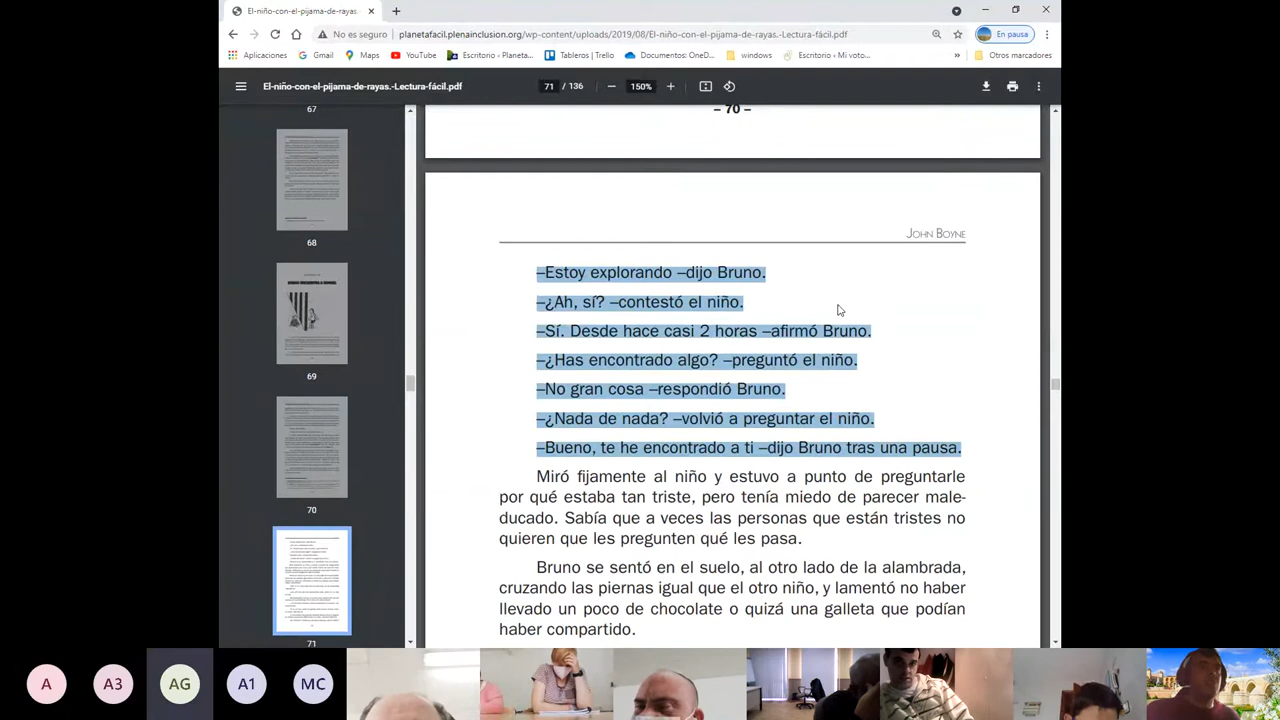 El-niño-con-el-pijama-de-rayas.
No es seguro
planetafacil.plenainclusion.org/wp-content/uploads/2019/08/El-niño-con-el-pijama-de-rayas.-Lectura-fácil.pdf
En pausa
Aplicaciones Gmail Maps YouTube Escritorio - Planeta... Tableros | Trello Documentos: OneD... windows Escritorio ‹ Mi voto... » Otros marcadores
El-niño-con-el-pijama-de-rayas.-Lectura-fácil.pdf 71 / 136 150%
67
68
69
70
71
– 70 –
JOHN BOYNE
–Estoy explorando –dijo Bruno.
–¿Ah, sí? –contestó el niño.
–Sí. Desde hace casi 2 horas –afirmó Bruno.
–¿Has encontrado algo? –preguntó el niño.
–No gran cosa –respondió Bruno.
–¿Nada de nada? –volvió a preguntar el niño.
Bruno tras una pausa.
al niño y estuvo a punto de preguntarle
por qué estaba tan triste, pero tenía miedo de parecer male-
ducado. Sabía que a veces las personas que están tristes no
quieren que les pregunten qué les pasa.
Bruno se sentó en el suelo al otro lado de la alambrada,
cruzando las piernas igual que el niño, y lamentó no haber
llevado un poco de chocolate o quizá una galleta que podían
haber compartido.
A A3 AG A1 MC